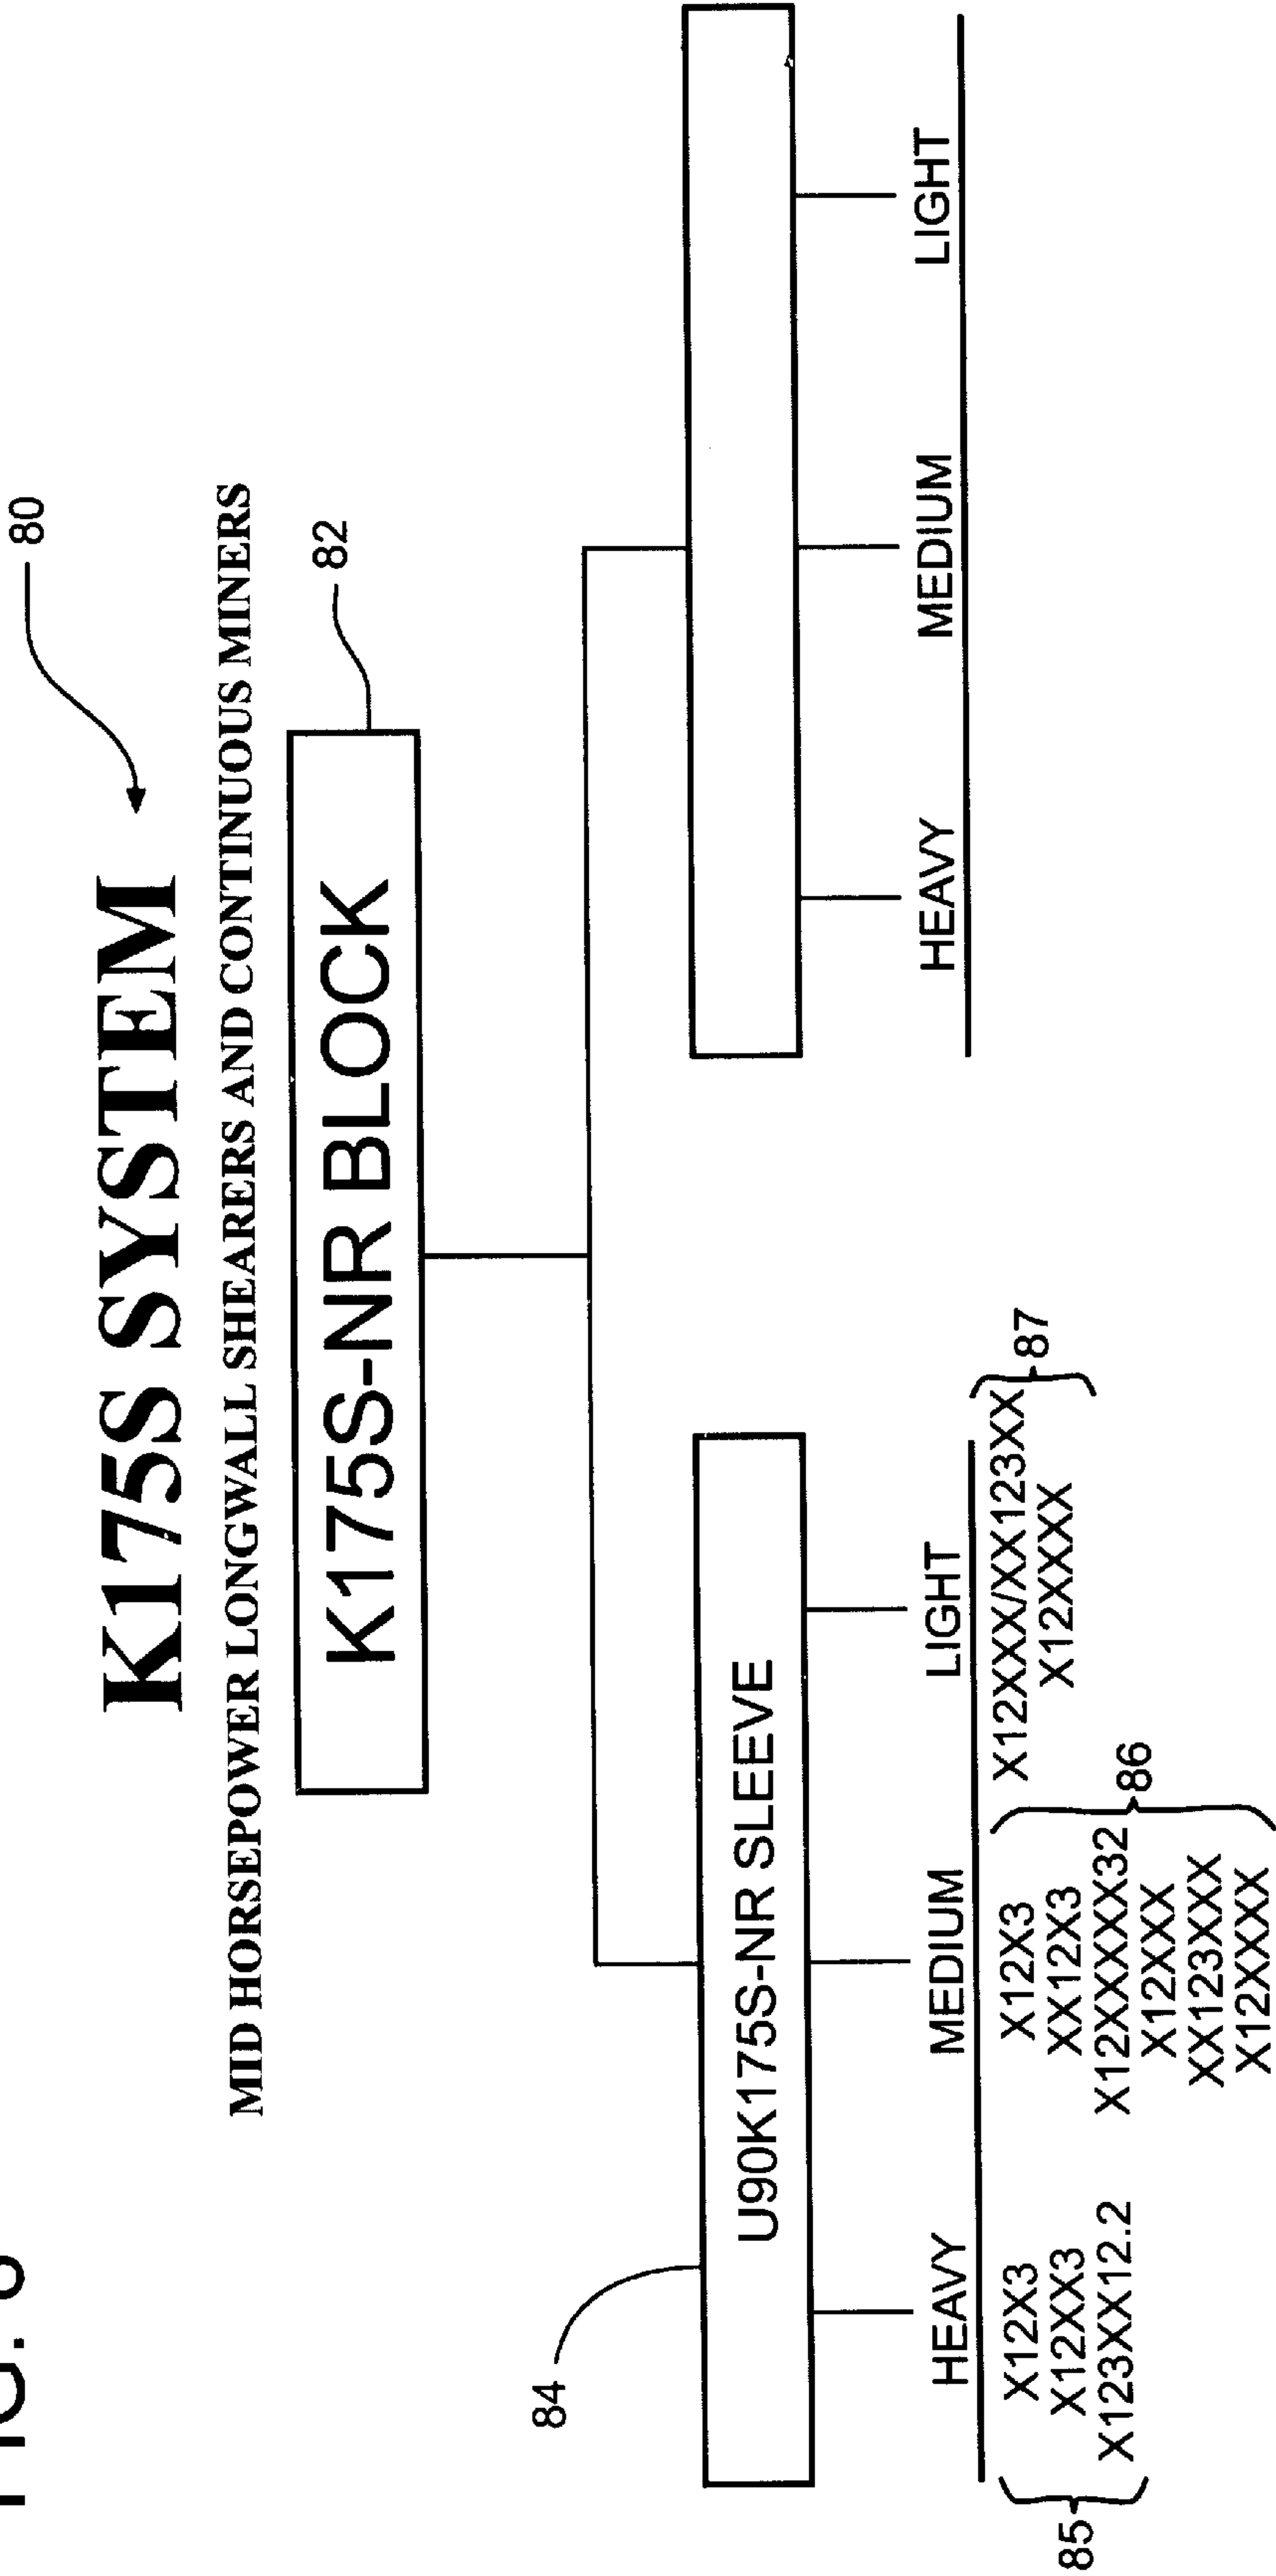 80
K175S SYSTEM
MID HORSEPOWER LONGWALL SHEARERS AND CONTINUOUS MINERS
82
K175S-NR BLOCK
84
U90K175S-NR SLEEVE
HEAVY
MEDIUM
LIGHT
HEAVY
MEDIUM
LIGHT
85
X12X3
X12XX3
X123XX12.2
X12X3
XX12X3
X12XXXXX32
X12XXX
XX123XXX
X12XXXX
86
X12XXX/XX123XX
X12XXXX
87